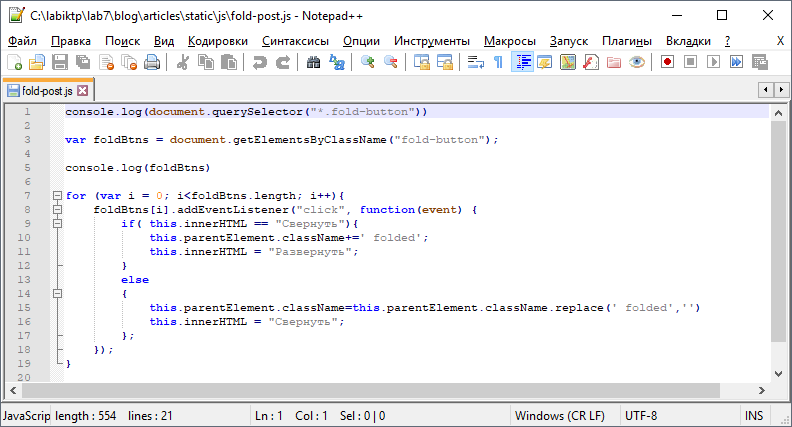 C:\labiktp\lab7\blog\articles\static\js\fold-post.js - Notepad++
Файл Правка Поиск Вид Кодировки Синтаксисы Опции Инструменты Макросы Запуск Плагины Вкладки ? X
fold-post.js
1 console.log(document.querySelector("*.fold-button"))
2
3 var foldBtns = document.getElementsByClassName("fold-button");
4
5 console.log(foldBtns)
6
7 for (var i = 0; i<foldBtns.length; i++){
8 foldBtns[i].addEventListener("click", function(event) {
9 if( this.innerHTML == "Свернуть"){
10 this.parentElement.className+=' folded';
11 this.innerHTML = "Развернуть";
12 }
13 else
14 {
15 this.parentElement.className=this.parentElement.className.replace(' folded','')
16 this.innerHTML = "Свернуть";
17 };
18 });
19 }
20
JavaScrip length : 554 lines : 21 Ln : 1 Col : 1 Sel : 0 | 0 Windows (CR LF) UTF-8 INS